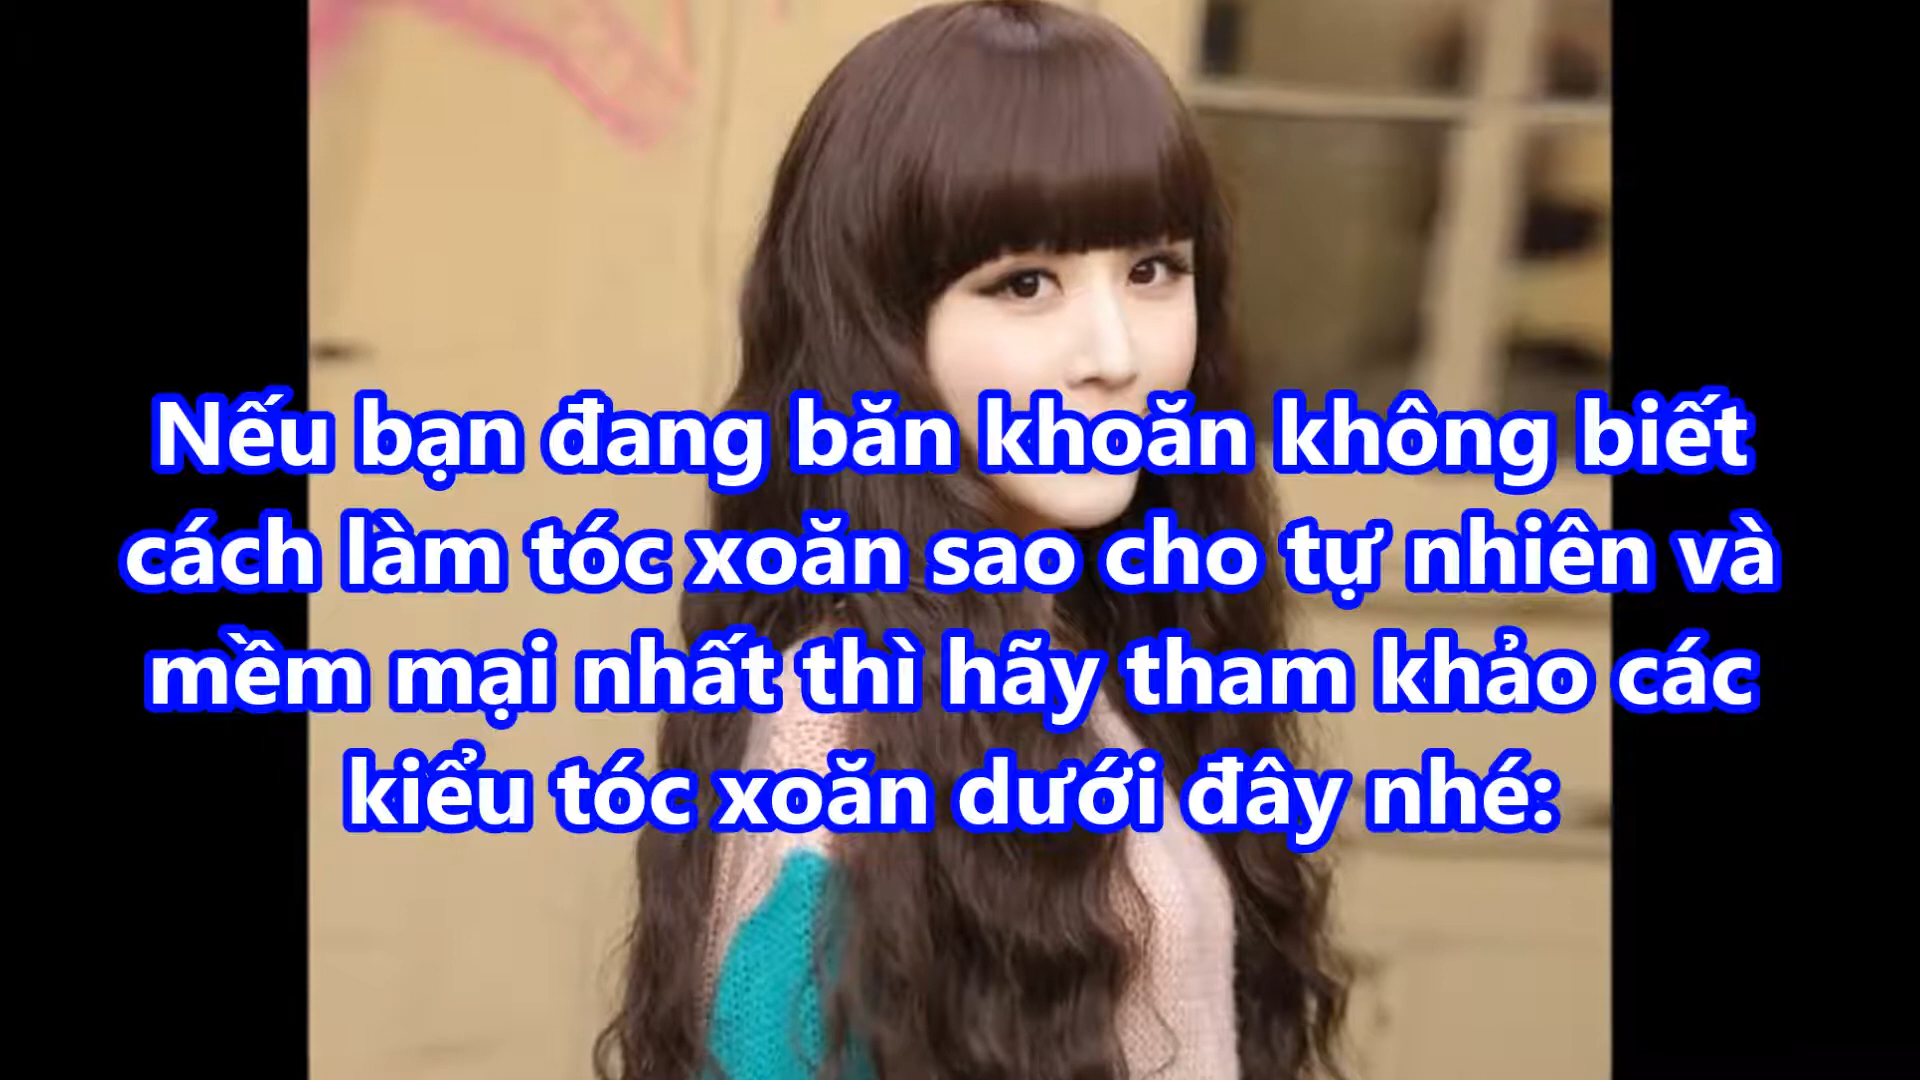 Nếu bạn đang băn khoăn không biết
cách làm tóc xoăn sao cho tự nhiên và
mềm mại nhất thì hãy tham khảo các
kiểu tóc xoăn dưới đây nhé: